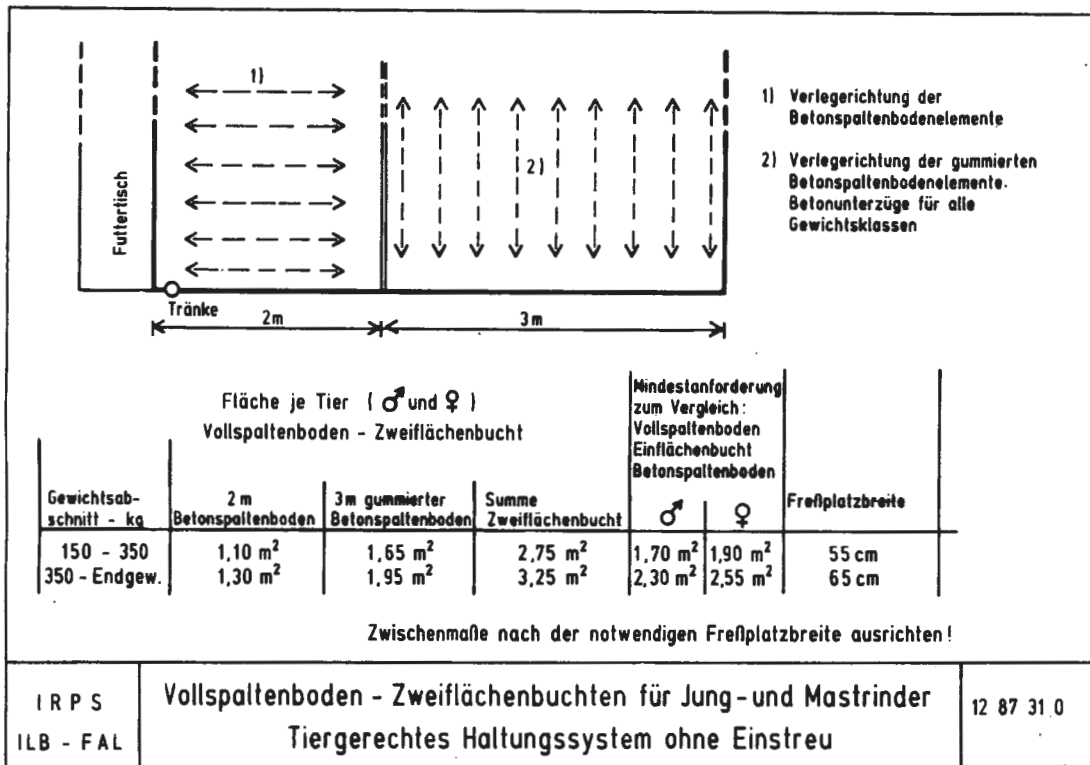 1)
1) Verlegerichtung der
Betonspaltenbodenelemente
2)
2) Verlegerichtung der gummierten
Betonspaltenbodenelemente.
Betonunterzüge für alle
Gewichtsklassen
Futtertisch
Tränke
2m
3m
Fläche je Tier ( ♂ und ♀ )
Vollspaltenboden - Zweiflächenbucht
Mindestanforderung
zum Vergleich:
Vollspaltenboden
Einflächenbucht
Betonspaltenboden
Gewichtsab-
schnitt - kg
2 m
Betonspaltenboden
3m gummierter
Betonspaltenboden
Summe
Zweiflächenbucht
♂ ♀
Freßplatzbreite
150 - 350 1,10 m² 1,65 m² 2,75 m² 1,70 m² 1,90 m² 55 cm
350 - Endgew. 1,30 m² 1,95 m² 3,25 m² 2,30 m² 2,55 m² 65 cm
Zwischenmaße nach der notwendigen Freßplatzbreite ausrichten!
IRPS
ILB - FAL
Vollspaltenboden - Zweiflächenbuchten für Jung- und Mastrinder
Tiergerechtes Haltungssystem ohne Einstreu
12 87 31 0